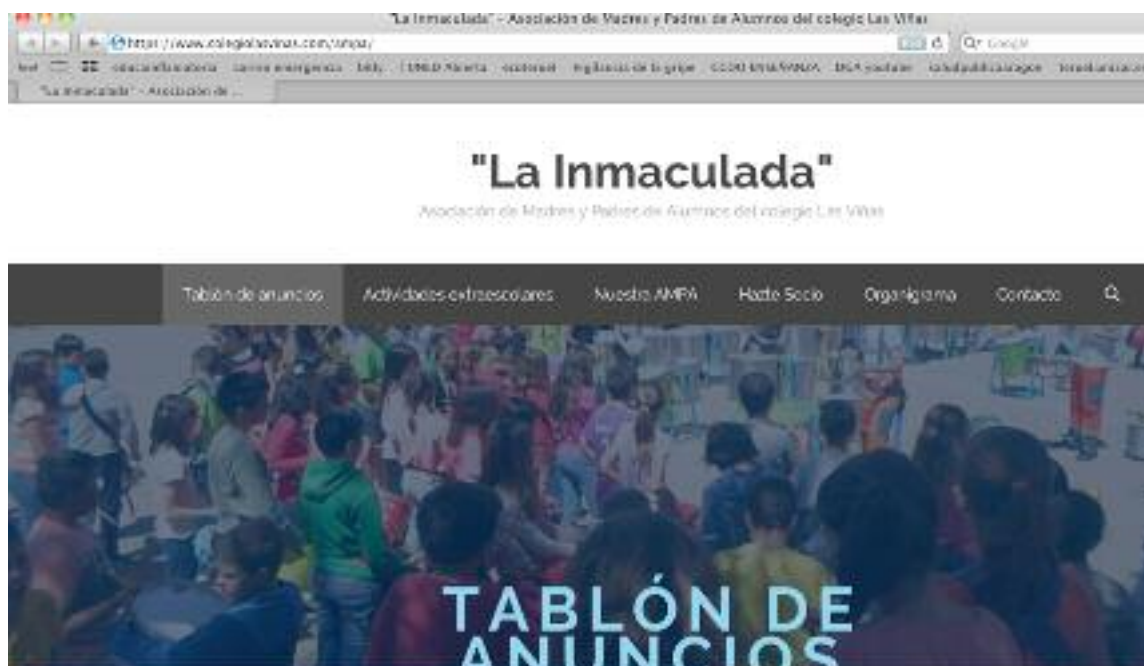 "La Inmaculada" - Asociación de Madres y Padres de Alumnos del colegio Las Viñas
https://www.colegiolasvinas.com/ampa/
Google
"La Inmaculada" - Asociación de ...
"La Inmaculada"
Asociación de Madres y Padres de Alumnos del colegio Las Viñas
Tablón de anuncios Actividades extraescolares Nuestra AMPA Hazte Socio Organigrama Contacto
TABLÓN DE
ANUNCIOS